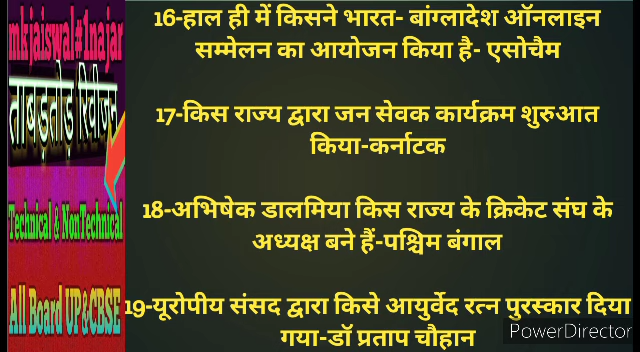 mkjaiswal#1najar
ताबड़तोड़ रिवीजन
Technical & NonTechnical
All Board UP&CBSE
16-हाल ही में किसने भारत- बांग्लादेश ऑनलाइन
सम्मेलन का आयोजन किया है- एसोचैम
17-किस राज्य द्वारा जन सेवक कार्यक्रम शुरुआत
किया-कर्नाटक
18-अभिषेक डालमिया किस राज्य के क्रिकेट संघ के
अध्यक्ष बने हैं-पश्चिम बंगाल
19-यूरोपीय संसद द्वारा किसे आयुर्वेद रत्न पुरस्कार दिया
गया-डॉ प्रताप चौहान
PowerDirector